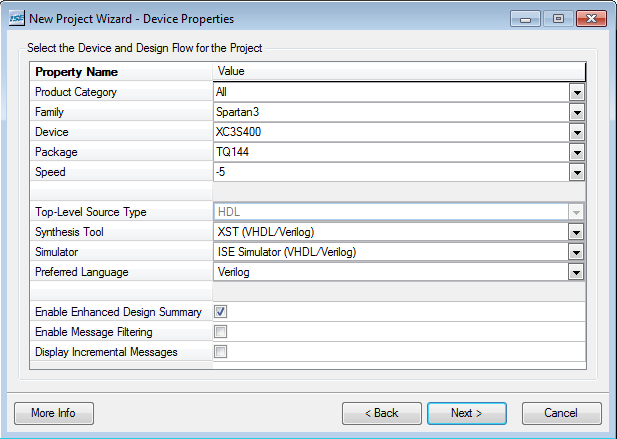 ISE New Project Wizard - Device Properties
Select the Device and Design Flow for the Project
Property Name Value
Product Category All
Family Spartan3
Device XC3S400
Package TQ144
Speed -5
Top-Level Source Type HDL
Synthesis Tool XST (VHDL/Verilog)
Simulator ISE Simulator (VHDL/Verilog)
Preferred Language Verilog
Enable Enhanced Design Summary
Enable Message Filtering
Display Incremental Messages
More Info < Back Next > Cancel